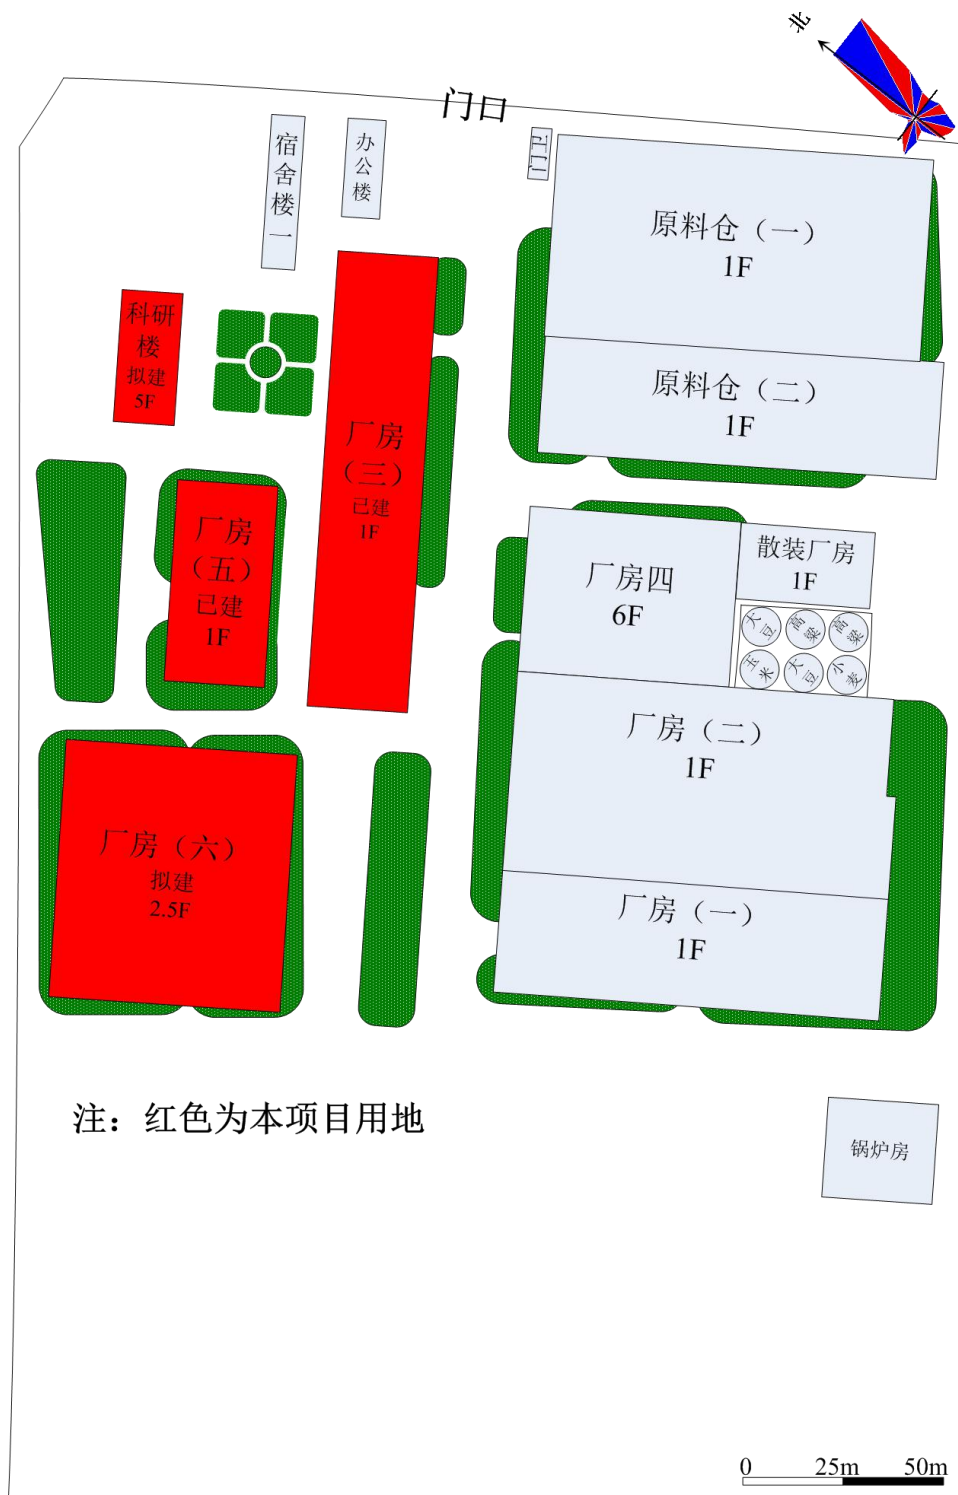 北
门口
宿舍楼一
办公楼
门卫
原料仓（一）
1F
原料仓（二）
1F
科研
楼
拟建
5F
厂房
（三）
已建
1F
厂房
（五）
已建
1F
厂房四
6F
散装厂房
1F
大豆
高粱
高粱
玉米
大豆
小麦
厂房（二）
1F
厂房（六）
拟建
2.5F
厂房（一）
1F
注：红色为本项目用地
锅炉房
0 25m 50m